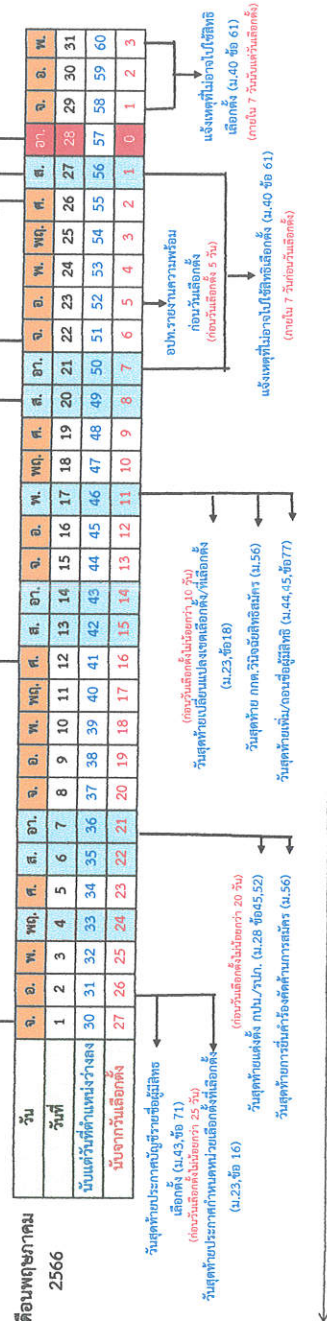 เดือนพฤษภาคม
2566
วัน จ. อ. พ. พฤ. ศ. ส. อา. จ. อ. พ. พฤ. ศ. ส. อา. จ. อ. พ. พฤ. ศ. ส. อา. จ. อ. พ. พฤ. ศ. ส. อา. จ. อ. พ.
วันที่ 1 2 3 4 5 6 7 8 9 10 11 12 13 14 15 16 17 18 19 20 21 22 23 24 25 26 27 28 29 30 31
นับแต่วันที่ตำแหน่งว่างลง 30 31 32 33 34 35 36 37 38 39 40 41 42 43 44 45 46 47 48 49 50 51 52 53 54 55 56 57 58 59 60
นับจากวันเลือกตั้ง 27 26 25 24 23 22 21 20 19 18 17 16 15 14 13 12 11 10 9 8 7 6 5 4 3 2 1 0 1 2 3
วันสุดท้ายประกาศบัญชีรายชื่อผู้มีสิทธิ
เลือกตั้ง (ม.43,ข้อ 71)
(ก่อนวันเลือกตั้งไม่น้อยกว่า 25 วัน)
วันสุดท้ายประกาศกำหนดหน่วยเลือกตั้งที่เลือกตั้ง
(ม.23,ข้อ 16)
(ก่อนวันเลือกตั้งไม่น้อยกว่า 20 วัน)
วันสุดท้ายแต่งตั้ง กปน./รปภ. (ม.28 ข้อ45,52)
วันสุดท้ายการยื่นคำร้องคัดค้านการสมัคร (ม.56)
(ก่อนวันเลือกตั้งไม่น้อยกว่า 10 วัน)
วันสุดท้ายเปลี่ยนแปลงเขตเลือกตั้ง/ที่เลือกตั้ง
(ม.23,ข้อ18)
วันสุดท้าย กกต.วินิจฉัยสิทธิสมัคร (ม.56)
วันสุดท้ายเพิ่ม/ถอนชื่อผู้มีสิทธิ (ม.44,45,ข้อ77)
อปท.รายงานความพร้อม
ก่อนวันเลือกตั้ง
(ก่อนวันเลือกตั้ง 5 วัน)
แจ้งเหตุที่ไม่อาจไปใช้สิทธิเลือกตั้ง (ม.40 ข้อ 61)
(ภายใน 7 วันก่อนวันเลือกตั้ง)
แจ้งเหตุที่ไม่อาจไปใช้สิทธิ
เลือกตั้ง (ม.40 ข้อ 61)
(ภายใน 7 วันนับแต่วันเลือกตั้ง)